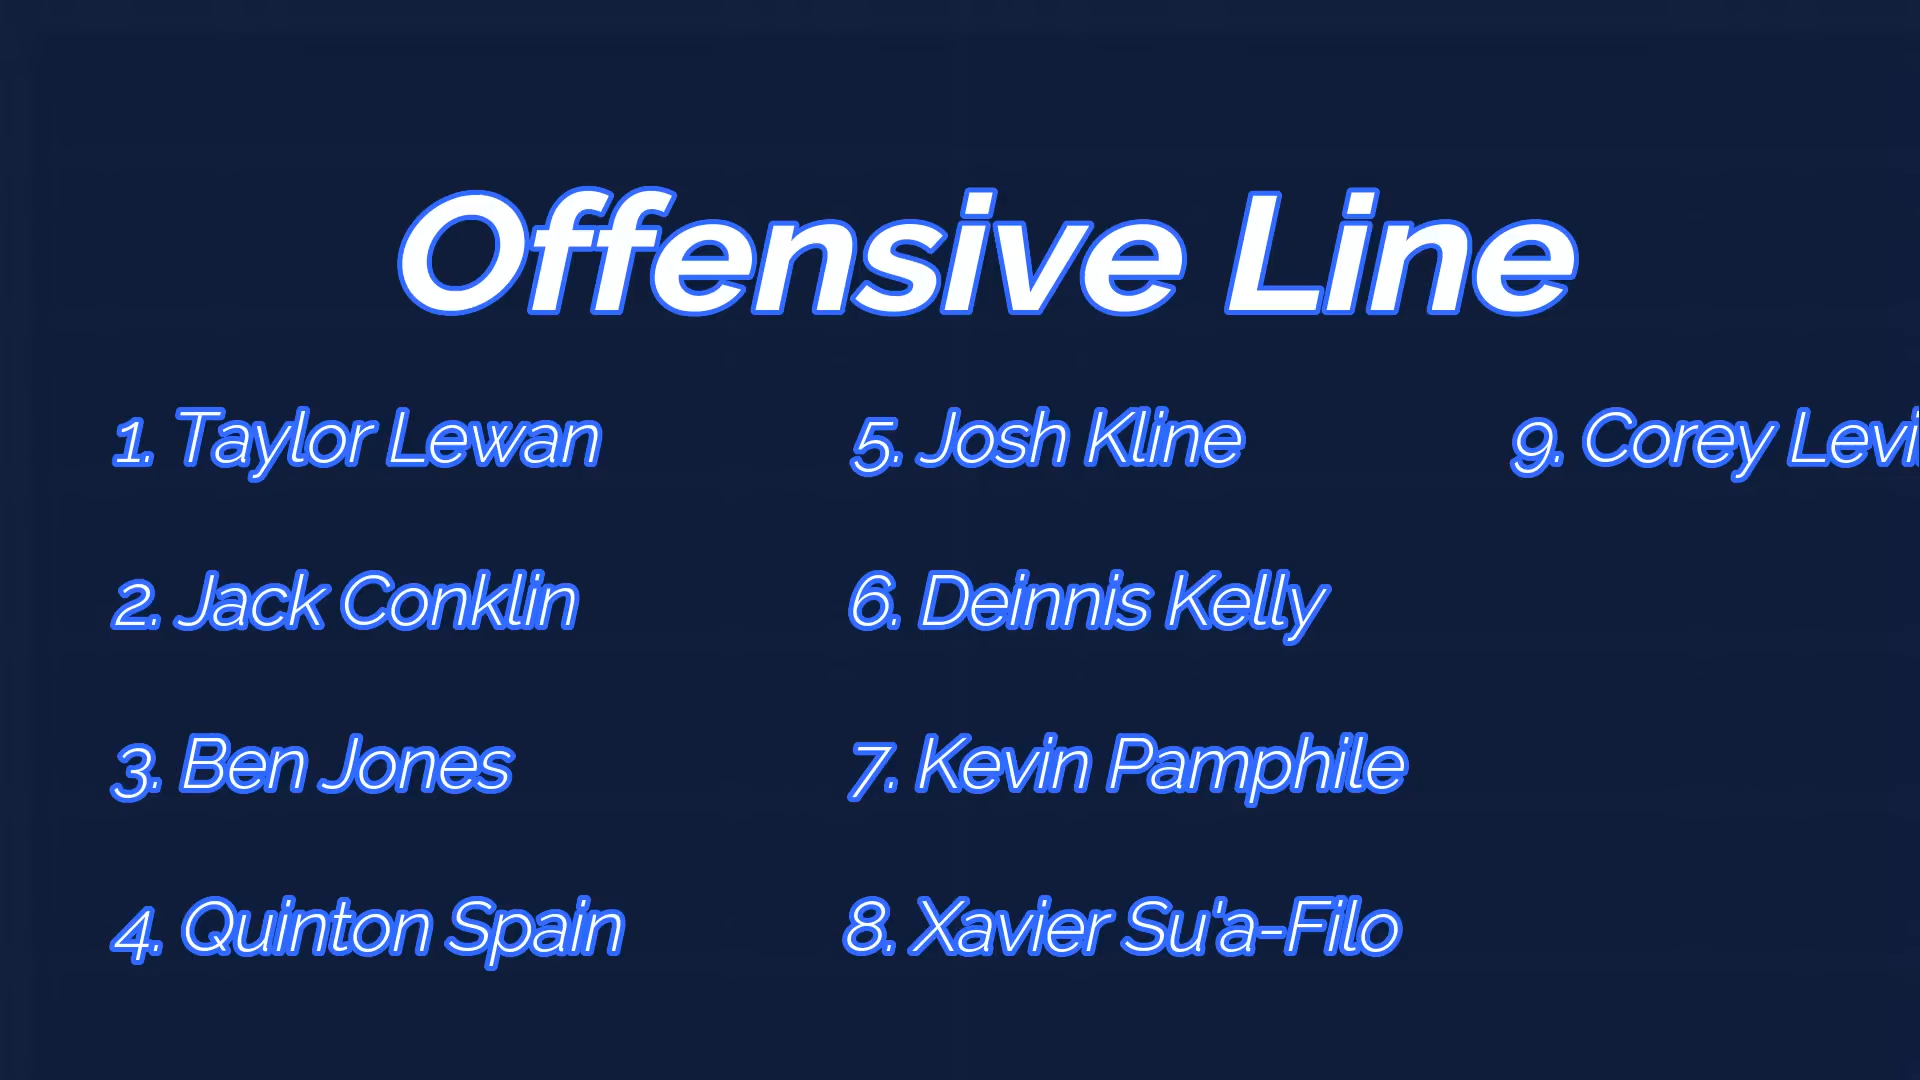 Offensive Line
1. Taylor Lewan
2. Jack Conklin
3. Ben Jones
4. Quinton Spain
5. Josh Kline
6. Deinnis Kelly
7. Kevin Pamphile
8. Xavier Su'a-Filo
9. Corey